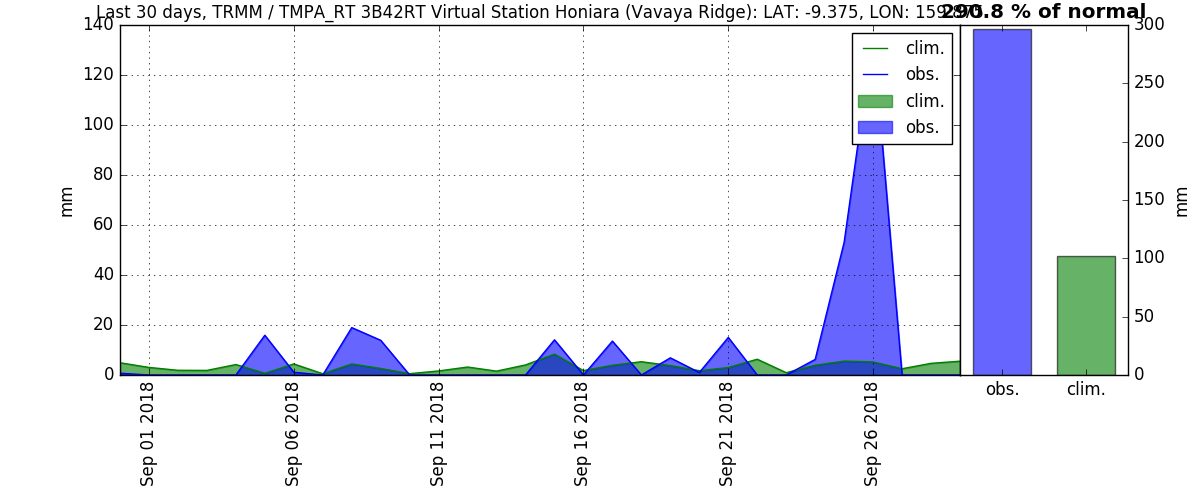 Last 30 days, TRMM / TMPA_RT 3B42RT Virtual Station Honiara (Vavaya Ridge): LAT: -9.375, LON:
290.8 % of normal
140
120
100
80
60
40
20
0
mm
clim.
obs.
clim.
obs.
300
250
200
150
100
50
0
mm
obs.
clim.
Sep 01 2018
Sep 06 2018
Sep 11 2018
Sep 16 2018
Sep 21 2018
Sep 26 2018